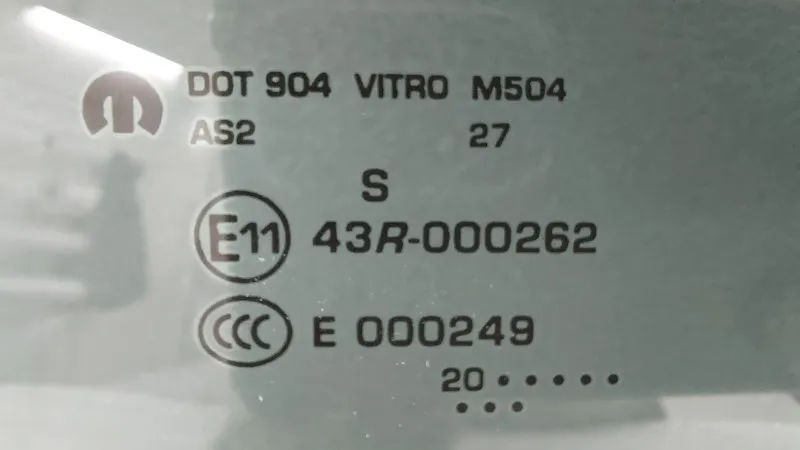 DOT 904 VITRO M504
AS2 27
S
E11 43R-000262
CCC E 000249
20 • • • • •
• • •